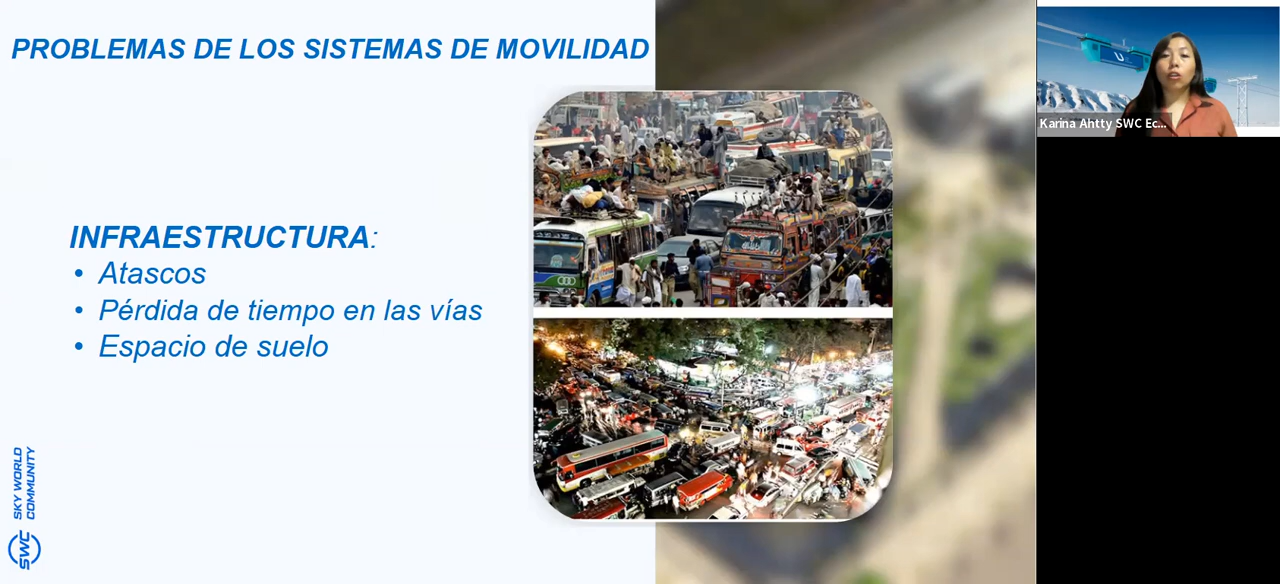 PROBLEMAS DE LOS SISTEMAS DE MOVILIDAD
INFRAESTRUCTURA:
• Atascos
• Pérdida de tiempo en las vías
• Espacio de suelo
SWC SKY WORLD
COMMUNITY
Karina Ahtty SWC Ec...